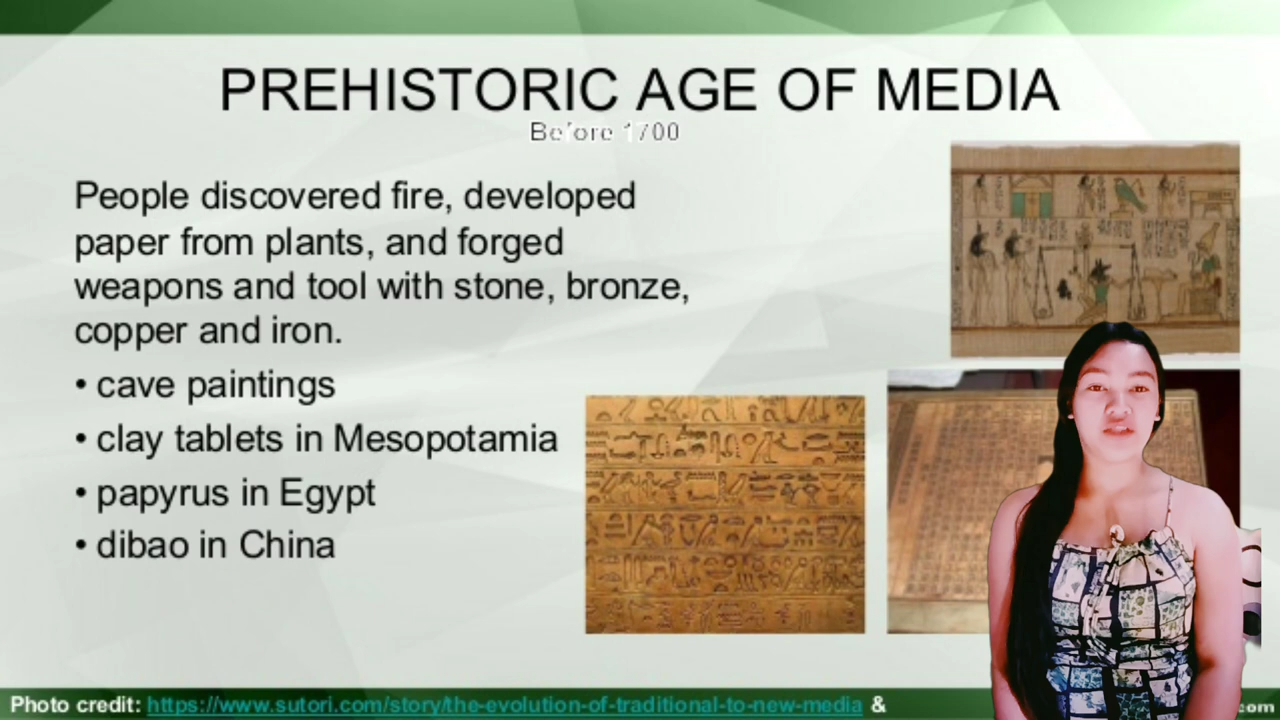 PREHISTORIC AGE OF MEDIA
Before 1700
People discovered fire, developed
paper from plants, and forged
weapons and tool with stone, bronze,
copper and iron.
• cave paintings
• clay tablets in Mesopotamia
• papyrus in Egypt
• dibao in China
Photo credit: https://www.sutori.com/story/the-evolution-of-traditional-to-new-media &